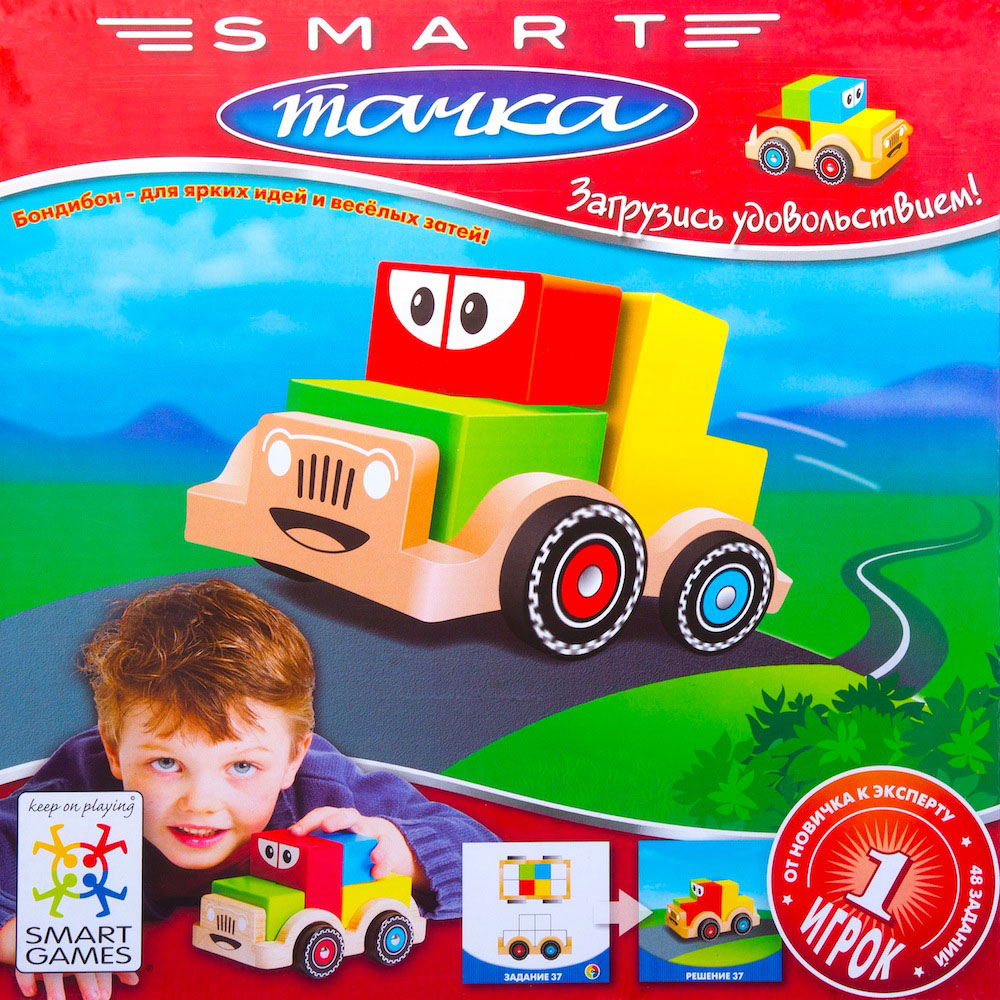 SMART
тачка
Загрузись удовольствием!
Бондибон - для ярких идей и весёлых затей!
keep on playing®
SMART
GAMES
ЗАДАНИЕ 37
РЕШЕНИЕ 37
ОТ НОВИЧКА К ЭКСПЕРТУ
1
ИГРОК
48 ЗАДАНИЙ